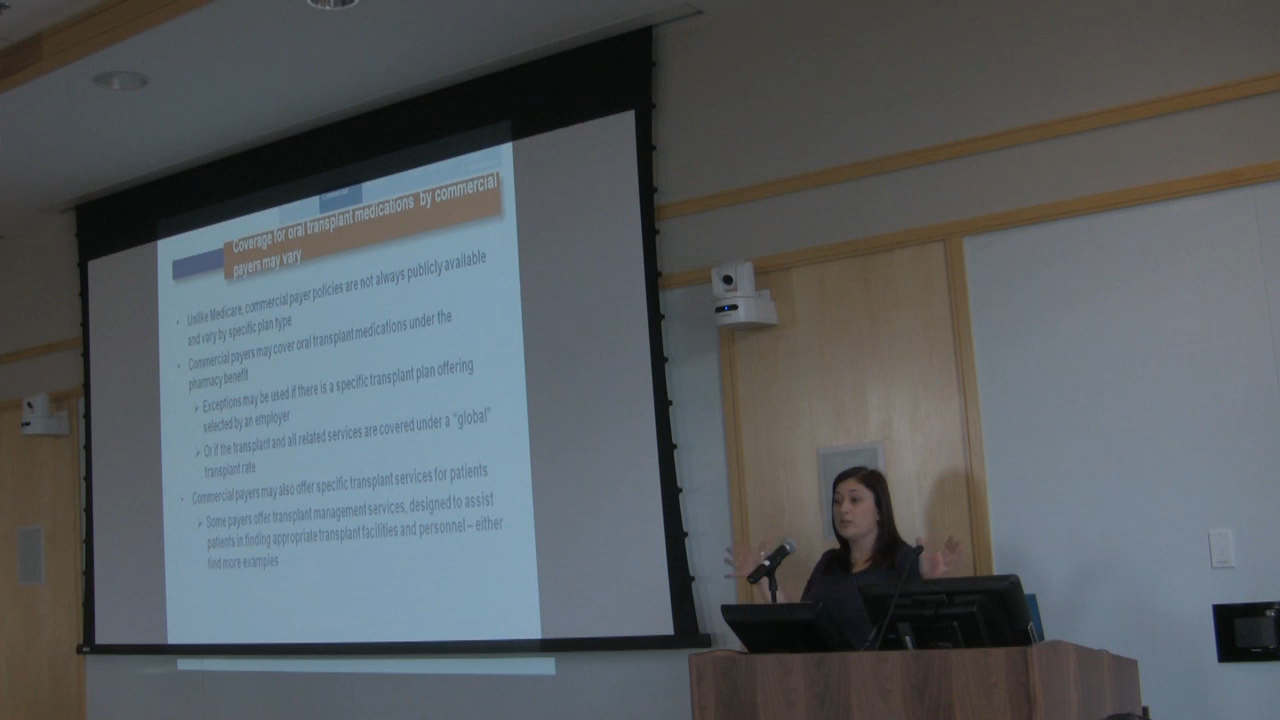 Coverage for oral transplant medications by commercial
payers may vary
• Unlike Medicare, commercial payer policies are not always publicly available
and vary by specific plan type
• Commercial payers may cover oral transplant medications under the
pharmacy benefit
➢ Exceptions may be used if there is a specific transplant plan offering
selected by an employer
➢ Or if the transplant and all related services are covered under a "global"
transplant rate
• Commercial payers may also offer specific transplant services for patients
➢ Some payers offer transplant management services, designed to assist
patients in finding appropriate transplant facilities and personnel – either
find more examples